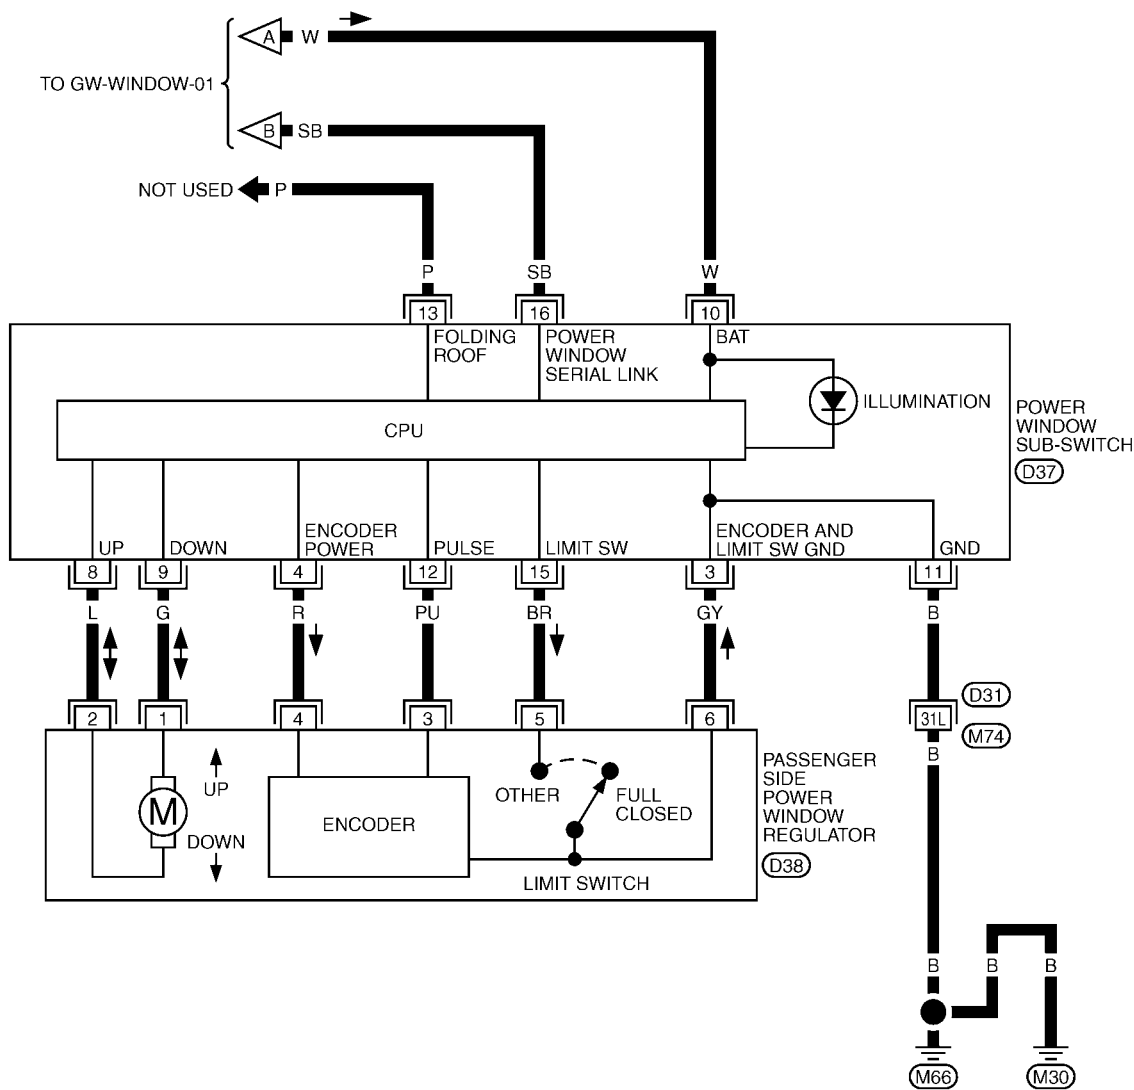 A W
TO GW-WINDOW-01
B SB
NOT USED P
P SB W
13 16 10
FOLDING ROOF
POWER WINDOW SERIAL LINK
BAT
ILLUMINATION
CPU
POWER
WINDOW
SUB-SWITCH
D37
UP DOWN
ENCODER POWER
PULSE LIMIT SW
ENCODER AND LIMIT SW GND
GND
8 9 4 12 15 3 11
L G R PU BR GY B
D31
2 1 4 3 5 6 31L
M74
B
PASSENGER
SIDE
POWER
WINDOW
REGULATOR
D38
UP
M
DOWN
ENCODER
OTHER
FULL
CLOSED
LIMIT SWITCH
B B B
M66 M30